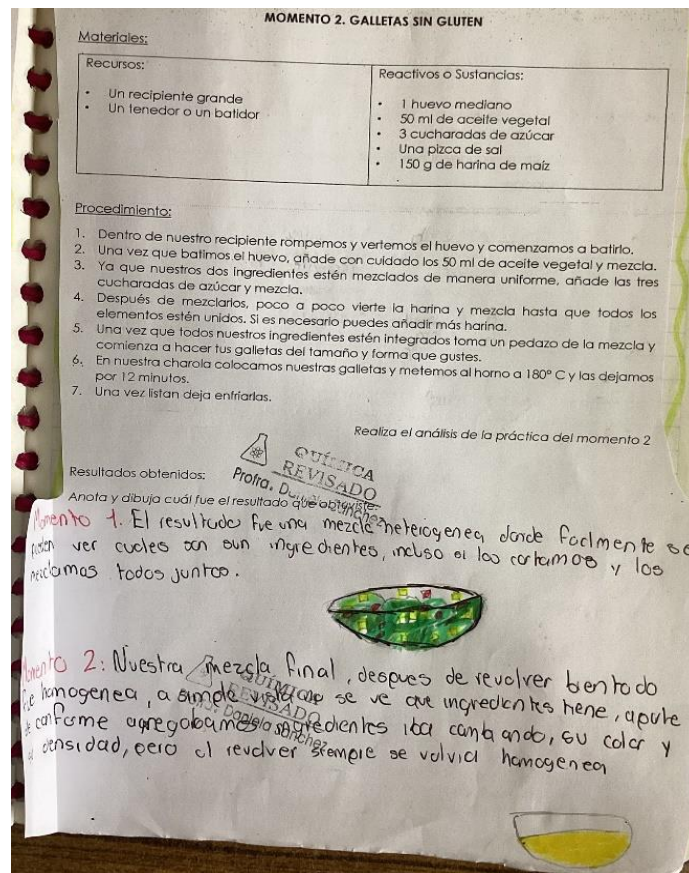 MOMENTO 2. GALLETAS SIN GLUTEN
Materiales:
Recursos:
• Un recipiente grande
• Un tenedor o un batidor
Reactivos o Sustancias:
• 1 huevo mediano
• 50 ml de aceite vegetal
• 3 cucharadas de azúcar
• Una pizca de sal
• 150 g de harina de maíz
Procedimiento:
1. Dentro de nuestro recipiente rompemos y vertemos el huevo y comenzamos a batirlo.
2. Una vez que batimos el huevo, añade con cuidado los 50 ml de aceite vegetal y mezcla.
3. Ya que nuestros dos ingredientes estén mezclados de manera uniforme, añade las tres
cucharadas de azúcar y mezcla.
4. Después de mezclarlos, poco a poco vierte la harina y mezcla hasta que todos los
elementos estén unidos. Si es necesario puedes añadir más harina.
5. Una vez que todos nuestros ingredientes estén integrados toma un pedazo de la mezcla y
comienza a hacer tus galletas del tamaño y forma que gustes.
6. En nuestra charola colocamos nuestras galletas y metemos al horno a 180° C y las dejamos
por 12 minutos.
7. Una vez listan deja enfriarlas.
Realiza el análisis de la práctica del momento 2
QUÍMICA
REVISADO
Profra.
Resultados obtenidos:
Anota y dibuja cuál fue el resultado que obtuviste.
Momento 1. El resultado fue una mezcla heterogenea, donde facilmente se
pueden ver cuales son sun ingredientes, incluso si los cortamos y los
mezclamos todos juntos.
Momento 2: Nuestra mezcla final, despues de revolver bien todo
fue homogenea, a simple vista no se ve que ingredientes tiene, aparte
de conforme agregabamos ingredientes iba cambiando, su color y
densidad, pero al revolver siempre se volvia homogenea
QUÍMICA
REVISADO
Daniela Sánchez